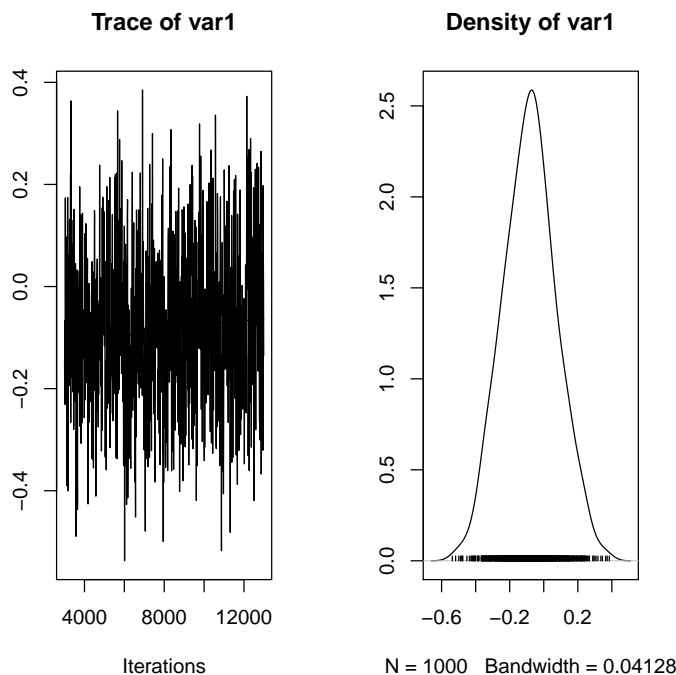 Trace of var1
0.4
0.2
0.0
−0.2
−0.4
4000 8000 12000
Iterations
Density of var1
2.5
2.0
1.5
1.0
0.5
0.0
−0.6 −0.2 0.2
N = 1000 Bandwidth = 0.04128